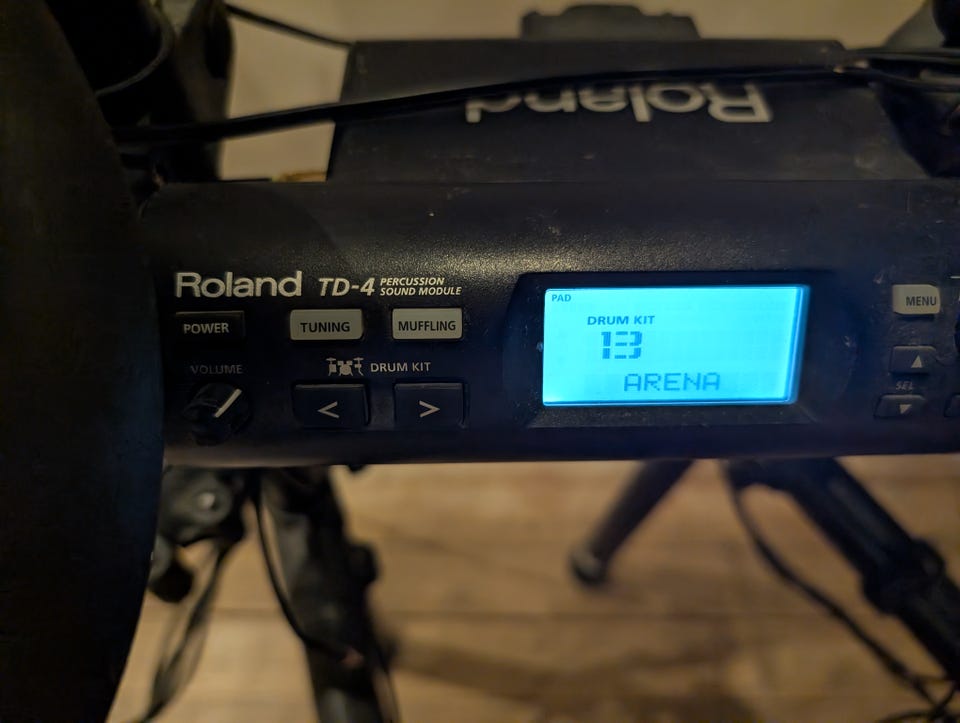 Roland
Roland TD-4 PERCUSSION
SOUND MODULE
POWER
TUNING
MUFFLING
VOLUME
DRUM KIT
<
>
PAD
DRUM KIT
13
ARENA
MENU
SEL